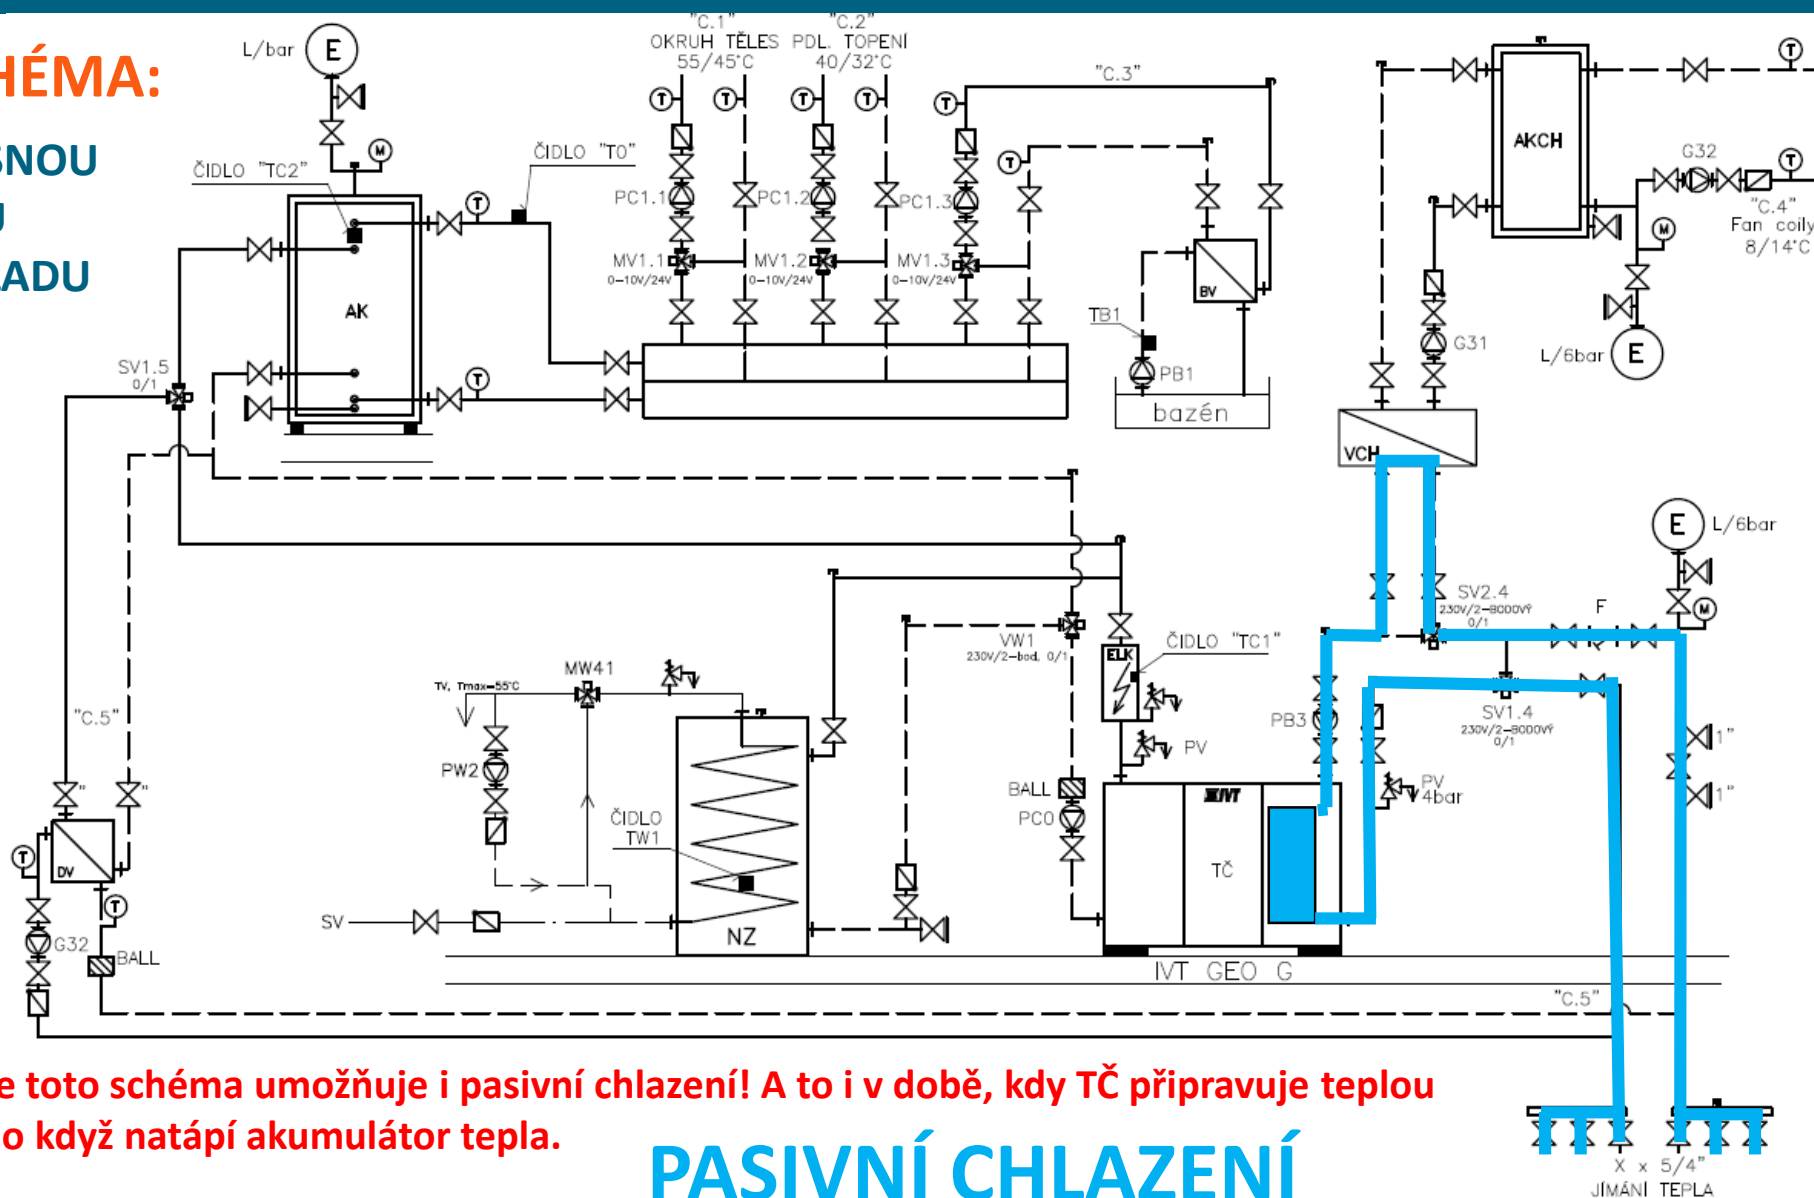 HÉMA:
SNOU
U
LADU
L/bar
E
"C.1"
OKRUH TĚLES
55/45°C
"C.2"
PDL. TOPENÍ
40/32°C
"C.3"
T
T
T
T
T
T
T
M
ČIDLO "TC2"
ČIDLO "TO"
T
T
PC1.1
PC1.2
PC1.3
MV1.1
0-10V/24V
MV1.2
0-10V/24V
MV1.3
0-10V/24V
AK
SV1.5
0/1
BV
TB1
PB1
bazén
AKCH
G32
T
"C.4"
Fan coily
8/14°C
M
G31
L/6bar
E
VCH
E
L/6bar
M
SV2.4
230V/2-BODOVÝ
0/1
F
VW1
230V/2-bod, 0/1
ELK
ČIDLO "TC1"
MW41
TV, Tmax=55°C
"C.5"
SV1.4
230V/2-BODOVÝ
0/1
PB3
1"
1"
PV
PV
4bar
PW2
"
"
BALL
PC0
IVT
TČ
ČIDLO
TW1
DV
T
T
G32
BALL
SV
NZ
IVT GEO G
"C.5"
e toto schéma umožňuje i pasivní chlazení! A to i v době, kdy TČ připravuje teplou
o když natápí akumulátor tepla.
PASIVNÍ CHLAZENÍ
X x 5/4"
JÍMÁNÍ TEPLA